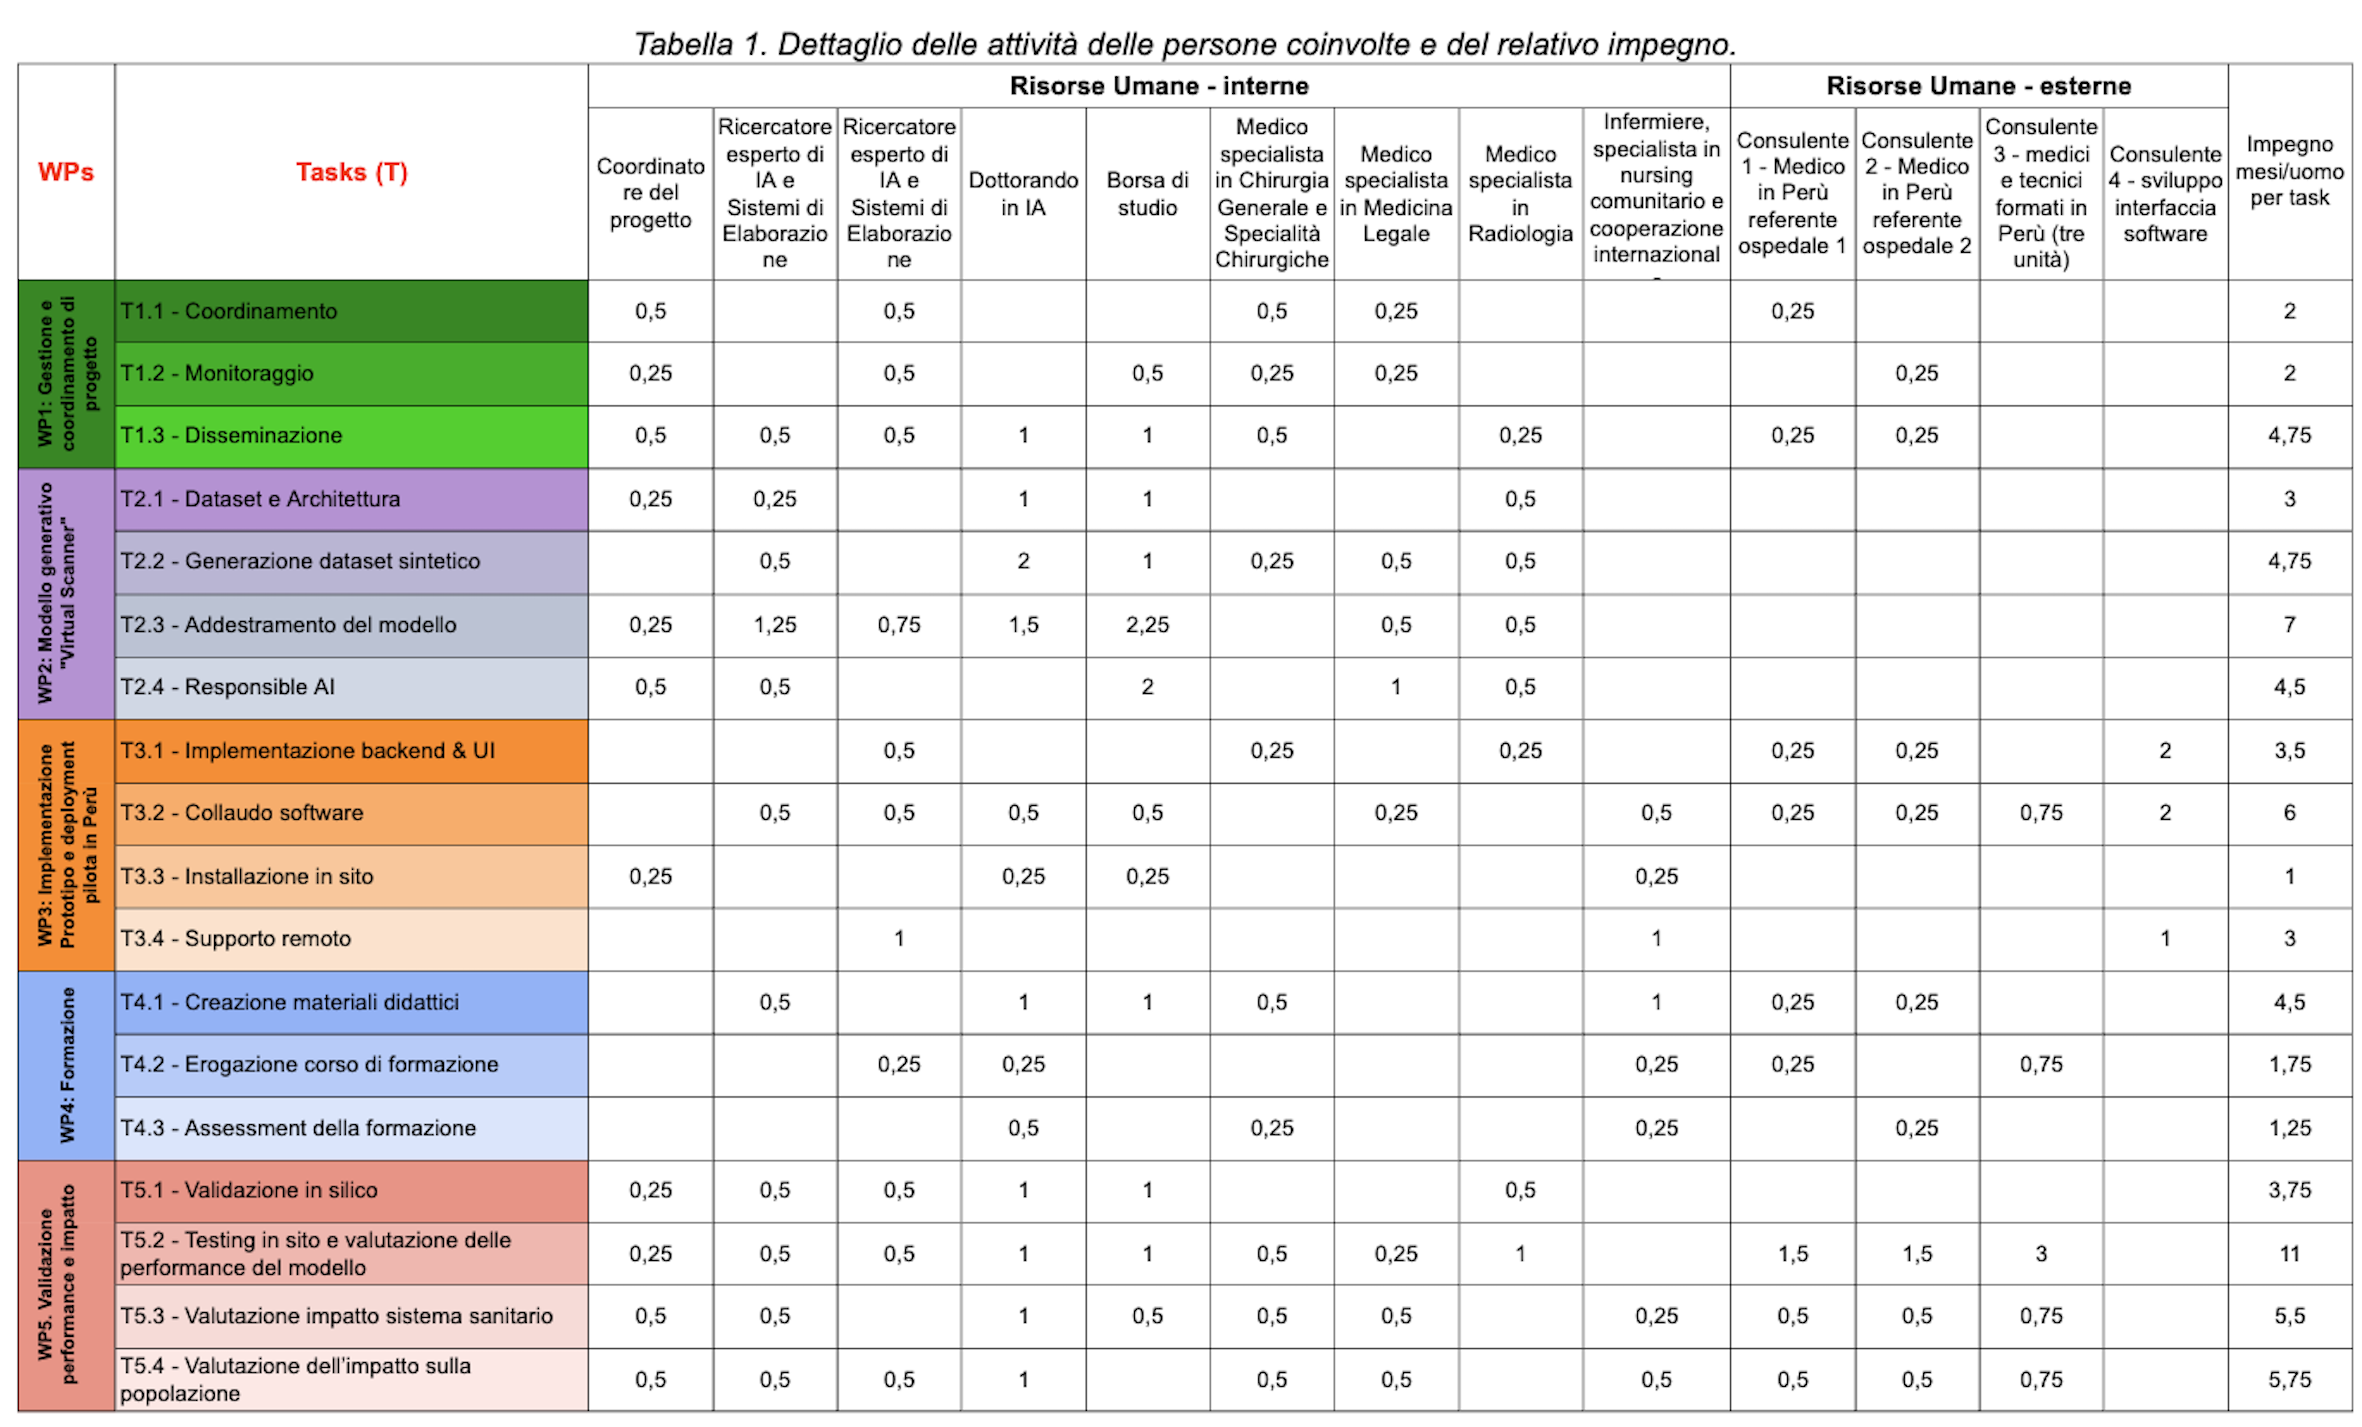 Tabella 1. Dettaglio delle attività delle persone coinvolte e del relativo impegno.
WPs
Tasks (T)
Risorse Umane - interne
Risorse Umane - esterne
Impegno
mesi/uomo
per task
Coordinato
re del
progetto
Ricercatore
esperto di
IA e
Sistemi di
Elaborazio
ne
Ricercatore
esperto di
IA e
Sistemi di
Elaborazio
ne
Dottorando
in IA
Borsa di
studio
Medico
specialista
in Chirurgia
Generale e
Specialità
Chirurgiche
Medico
specialista
in Medicina
Legale
Medico
specialista
in
Radiologia
Infermiere,
specialista in
nursing
comunitario e
cooperazione
internazional
Consulente
1 - Medico
in Perù
referente
ospedale 1
Consulente
2 - Medico
in Perù
referente
ospedale 2
Consulente
3 - medici
e tecnici
formati in
Perù (tre
unità)
Consulente
4 - sviluppo
interfaccia
software
WP1: Gestione e
coordinamento di
progetto
T1.1 - Coordinamento 0,5 0,5 0,5 0,25 0,25 2
T1.2 - Monitoraggio 0,25 0,5 0,5 0,25 0,25 0,25 2
T1.3 - Disseminazione 0,5 0,5 0,5 1 1 0,5 0,25 0,25 0,25 4,75
WP2: Modello generativo
"Virtual Scanner"
T2.1 - Dataset e Architettura 0,25 0,25 1 1 0,5 3
T2.2 - Generazione dataset sintetico 0,5 2 1 0,25 0,5 0,5 4,75
T2.3 - Addestramento del modello 0,25 1,25 0,75 1,5 2,25 0,5 0,5 7
T2.4 - Responsible AI 0,5 0,5 2 1 0,5 4,5
WP3: Implementazione
Prototipo e deployment
pilota in Perù
T3.1 - Implementazione backend & UI 0,5 0,25 0,25 0,25 0,25 2 3,5
T3.2 - Collaudo software 0,5 0,5 0,5 0,5 0,25 0,5 0,25 0,25 0,75 2 6
T3.3 - Installazione in sito 0,25 0,25 0,25 0,25 1
T3.4 - Supporto remoto 1 1 1 3
WP4: Formazione
T4.1 - Creazione materiali didattici 0,5 1 1 0,5 1 0,25 0,25 4,5
T4.2 - Erogazione corso di formazione 0,25 0,25 0,25 0,25 0,75 1,75
T4.3 - Assessment della formazione 0,5 0,25 0,25 0,25 1,25
WP5. Validazione
performance e impatto
T5.1 - Validazione in silico 0,25 0,5 0,5 1 1 0,5 3,75
T5.2 - Testing in sito e valutazione delle
performance del modello 0,25 0,5 0,5 1 1 0,5 0,25 1 1,5 1,5 3 11
T5.3 - Valutazione impatto sistema sanitario 0,5 0,5 1 0,5 0,5 0,5 0,25 0,5 0,5 0,75 5,5
T5.4 - Valutazione dell'impatto sulla
popolazione 0,5 0,5 0,5 1 0,5 0,5 0,5 0,5 0,5 0,75 5,75